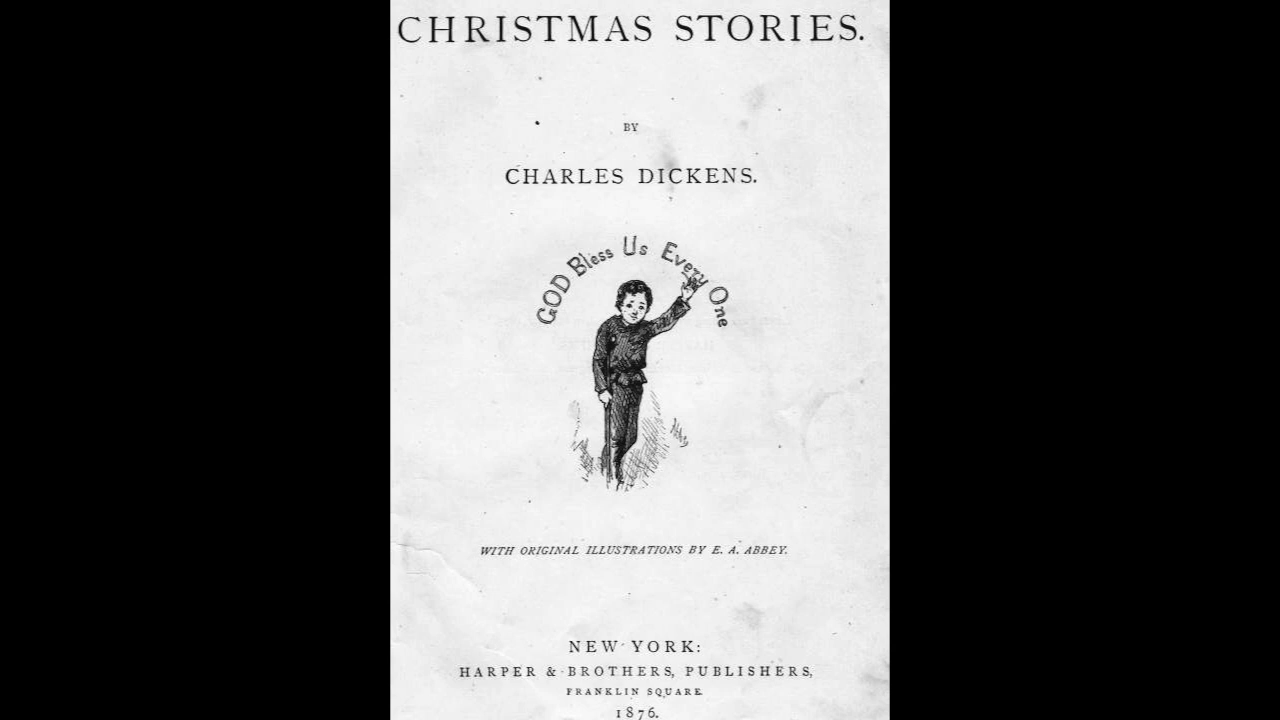 CHRISTMAS STORIES.
BY
CHARLES DICKENS.
GOD Bless Us Every One
WITH ORIGINAL ILLUSTRATIONS BY E. A. ABBEY.
NEW YORK:
HARPER & BROTHERS, PUBLISHERS,
FRANKLIN SQUARE.
1876.